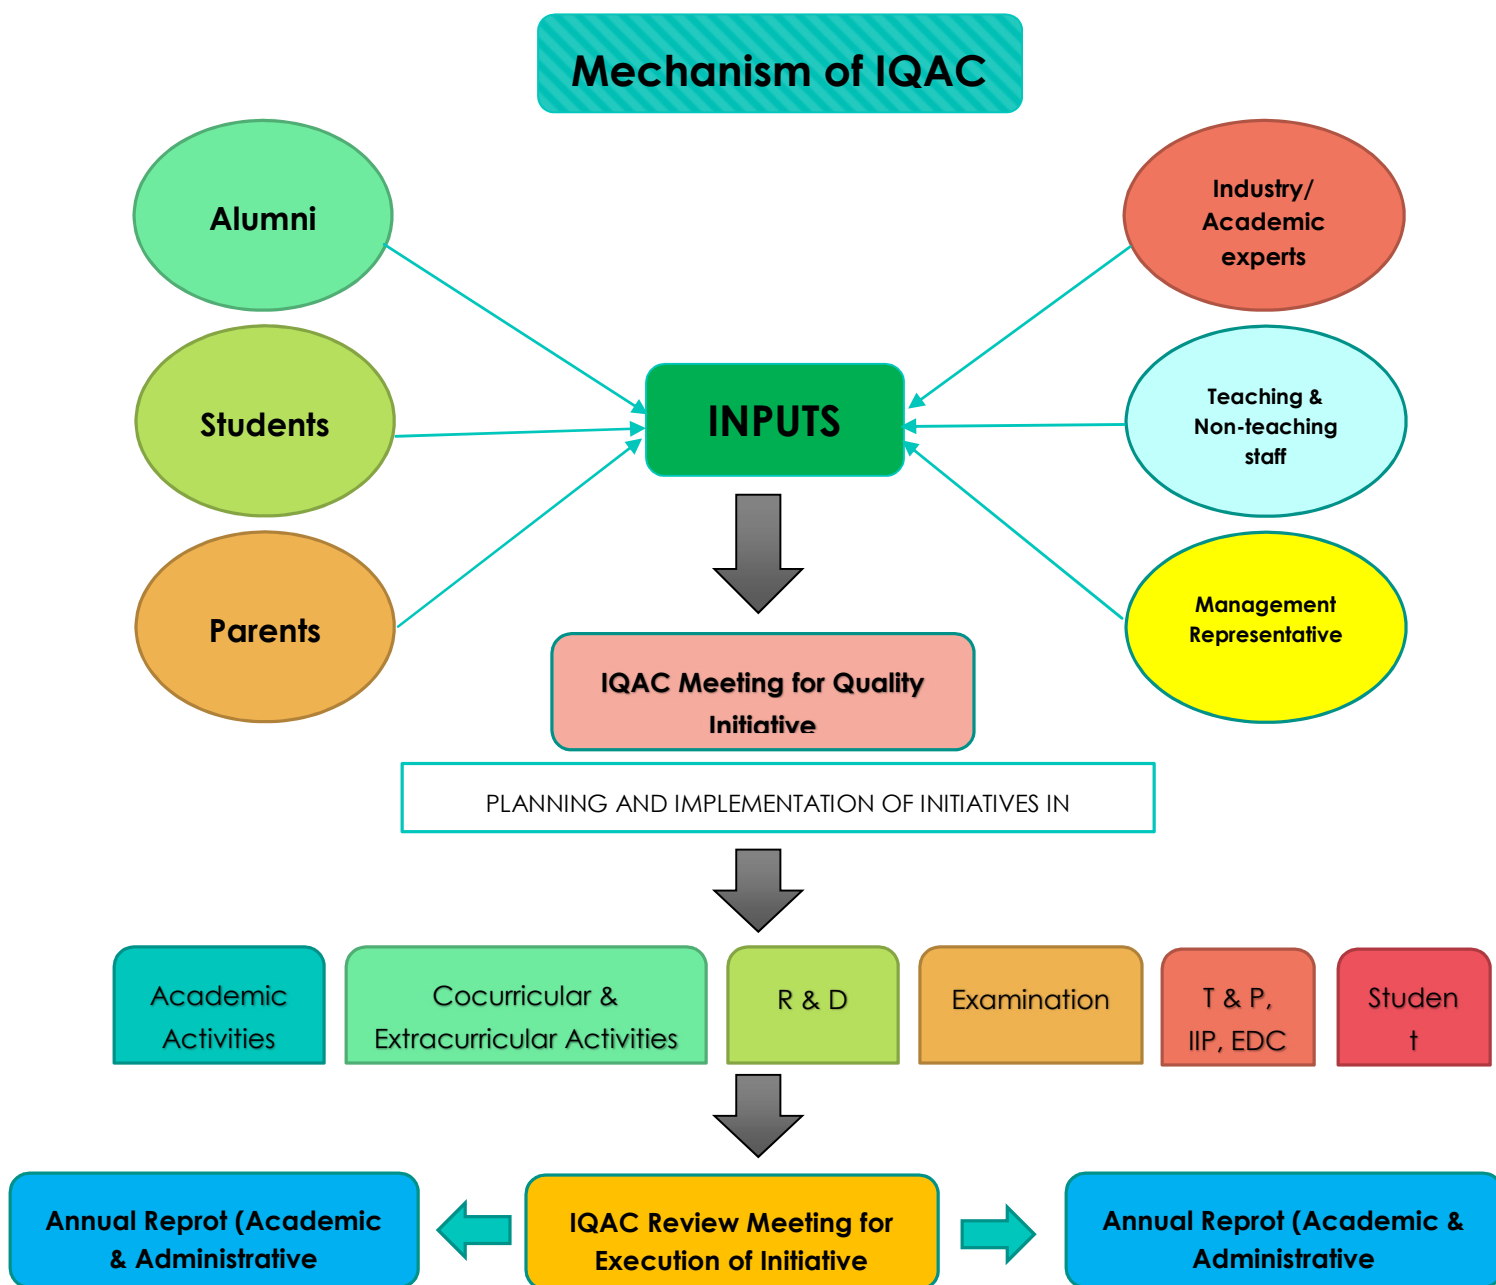 Mechanism of IQAC
Alumni
Industry/
Academic
experts
Students
INPUTS
Teaching &
Non-teaching
staff
Parents
Management
Representative
IQAC Meeting for Quality
Initiative
PLANNING AND IMPLEMENTATION OF INITIATIVES IN
Academic
Activities
Cocurricular &
Extracurricular Activities
R & D
Examination
T & P,
IIP, EDC
Studen
t
Annual Reprot (Academic
& Administrative
IQAC Review Meeting for
Execution of Initiative
Annual Reprot (Academic &
Administrative